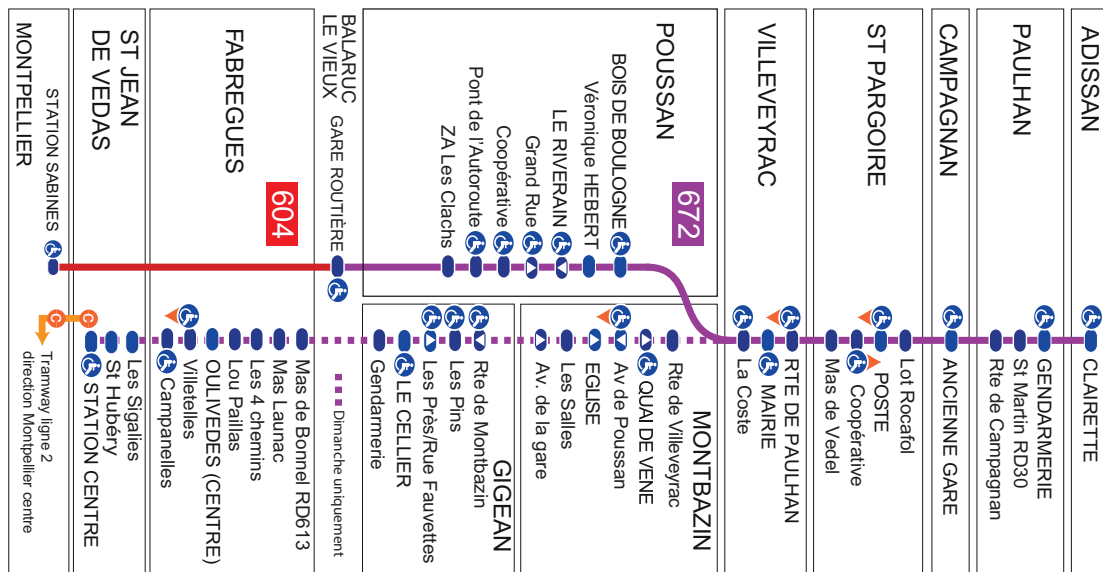 MONTPELLIER
STATION SABINES
Tramway ligne 2
direction Montpellier centre
ST JEAN
DE VEDAS
C
C
STATION CENTRE
St Hubéry
Les Sigalies
FABREGUES
604
Campanelles
Villetelles
OULIVEDES (CENTRE)
Lou Paillas
Les 4 chemins
Mas Launac
Mas de Bonnel RD613
BALARUC
LE VIEUX
GARE ROUTIÈRE
Dimanche uniquement
POUSSAN
672
ZA Les Clachs
Pont de l'Autoroute
Coopérative
Grand Rue
LE RIVERAIN
Véronique HEBERT
BOIS DE BOULOGNE
GIGEAN
Gendarmerie
LE CELLIER
Les Près/Rue Fauvettes
Les Pins
Rte de Montbazin
MONTBAZIN
Av. de la gare
Les Salles
EGLISE
Av de Poussan
QUAI DE VENE
Rte de Villeveyrac
VILLEVEYRAC
La Coste
MAIRIE
RTE DE PAULHAN
ST PARGOIRE
Mas de Vedel
Coopérative
POSTE
Lot Rocafol
CAMPAGNAN
ANCIENNE GARE
PAULHAN
Rte de Campagnan
St Martin RD30
GENDARMERIE
ADISSAN
CLAIRETTE